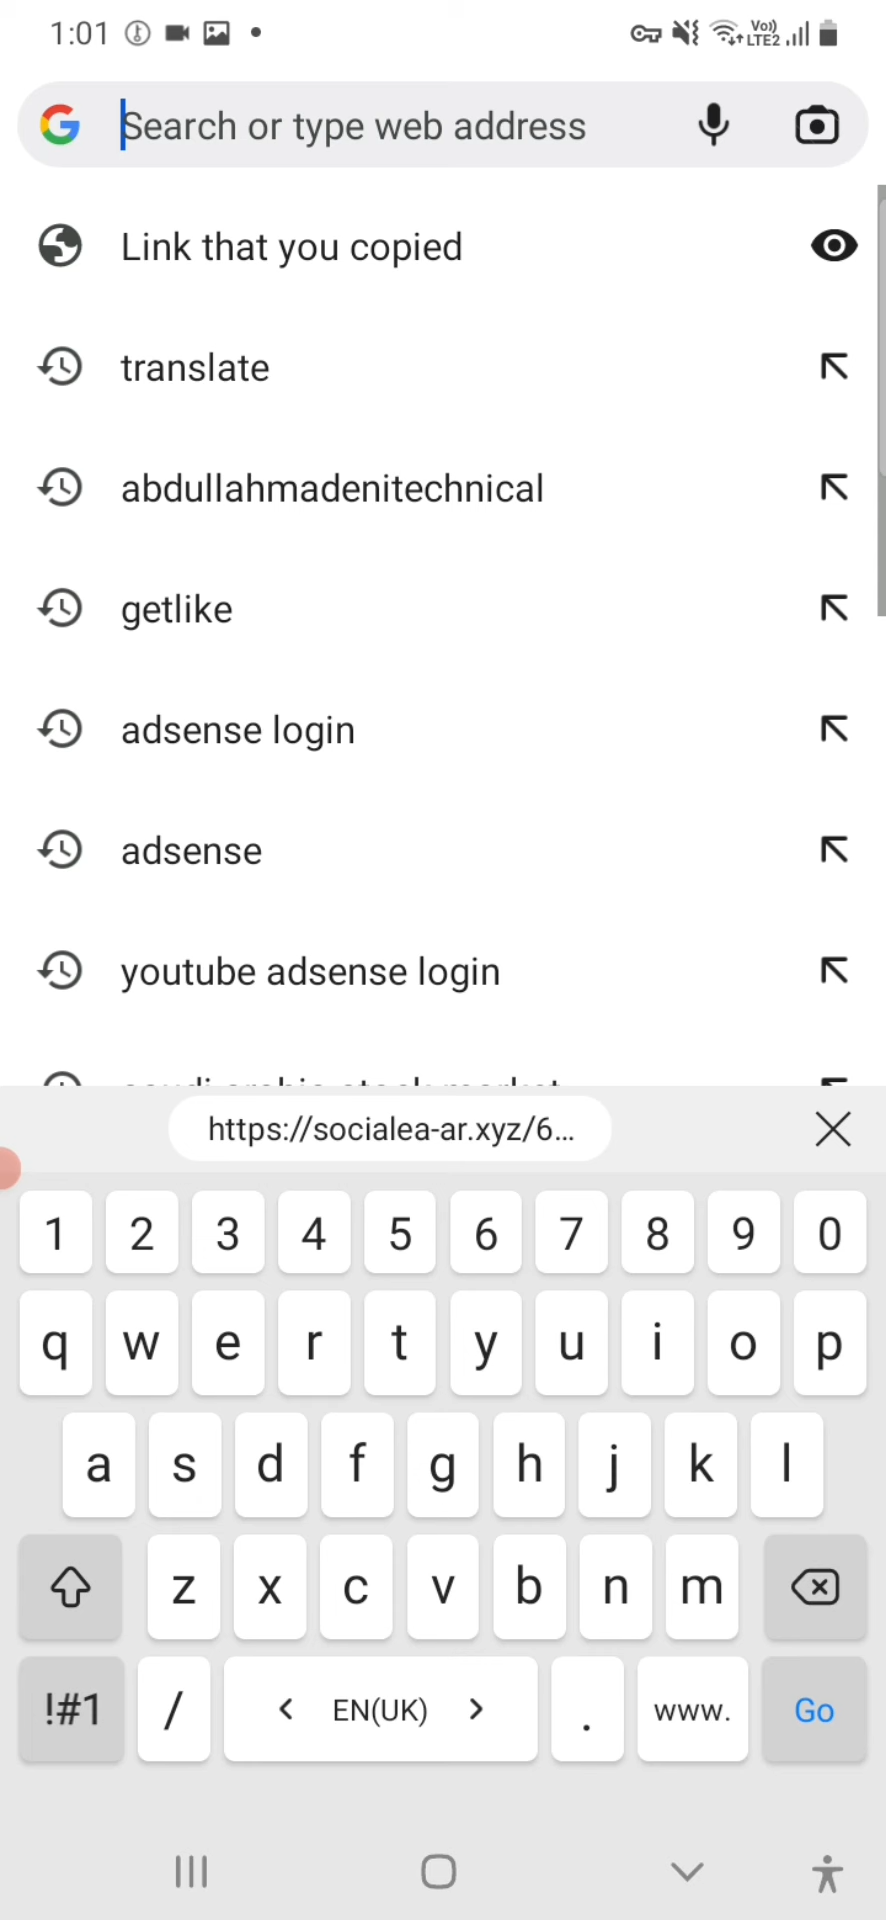 1:01 Vo)) LTE2
Search or type web address
Link that you copied
translate
abdullahmadenitechnical
getlike
adsense login
adsense
youtube adsense login
https://socialea-ar.xyz/6...
1 2 3 4 5 6 7 8 9 0
q w e r t y u i o p
a s d f g h j k l
z x c v b n m
!#1 / < EN(UK) > . www. Go